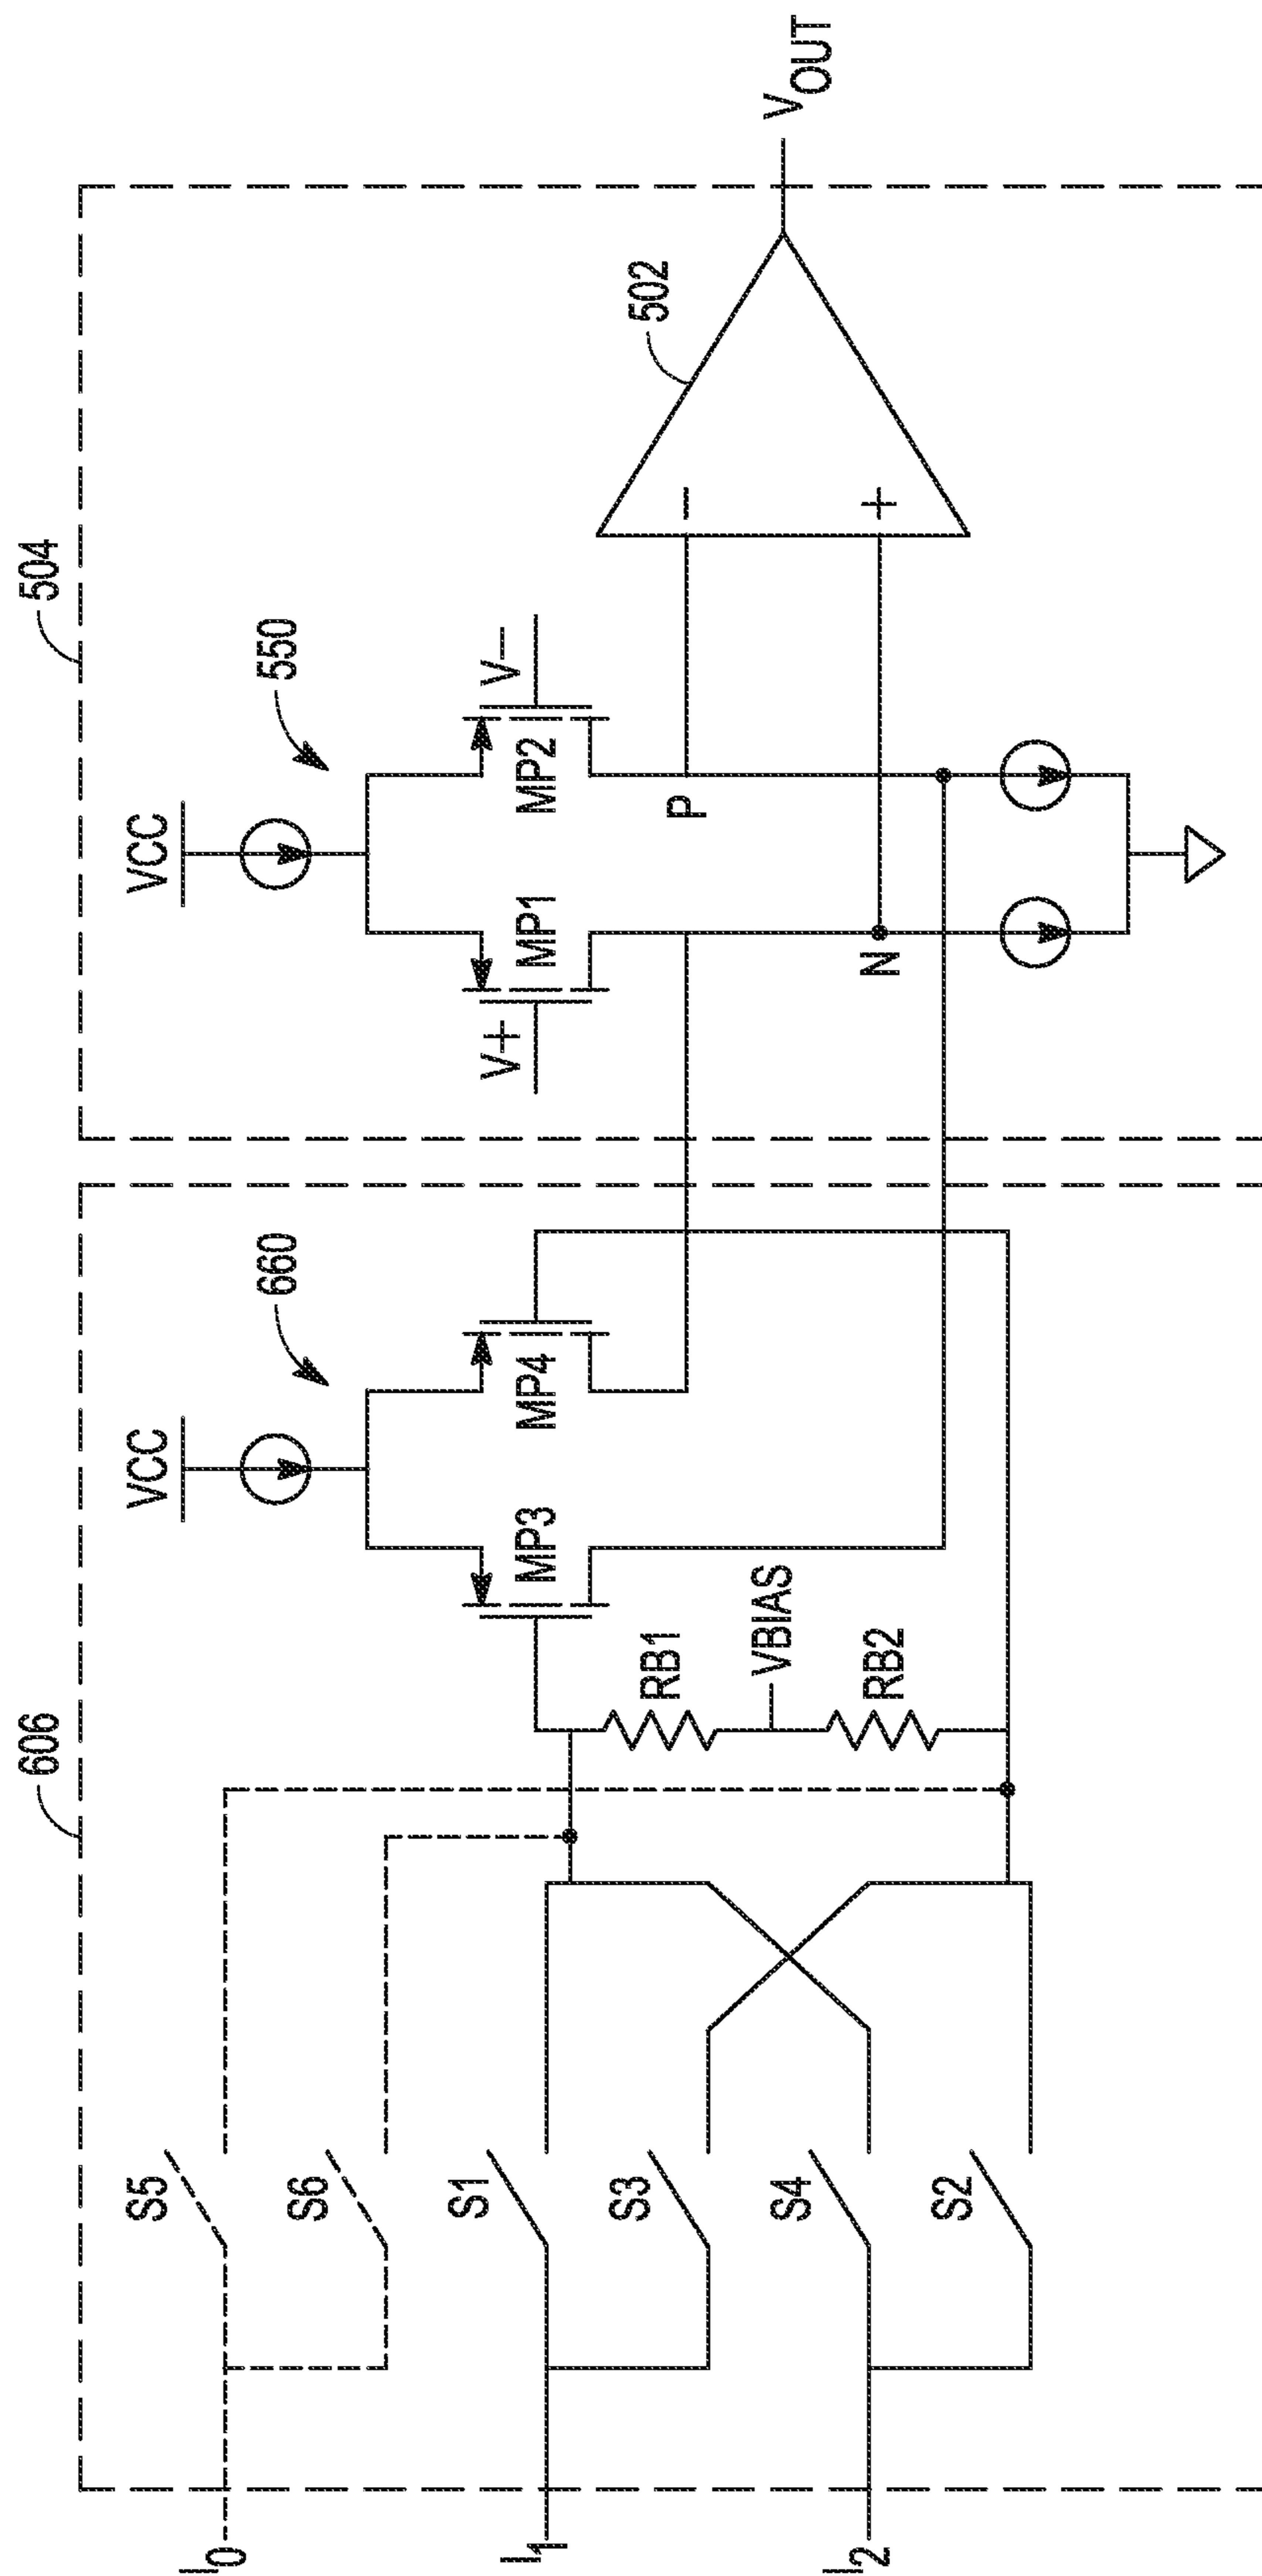 606
504
VCC
660
VCC
550
S5
S6
S1
S3
S4
S2
MP3
MP4
V+
MP1
MP2
V−
502
RB1
VBIAS
RB2
P
N
−
+
VOUT
I0
I1
I2